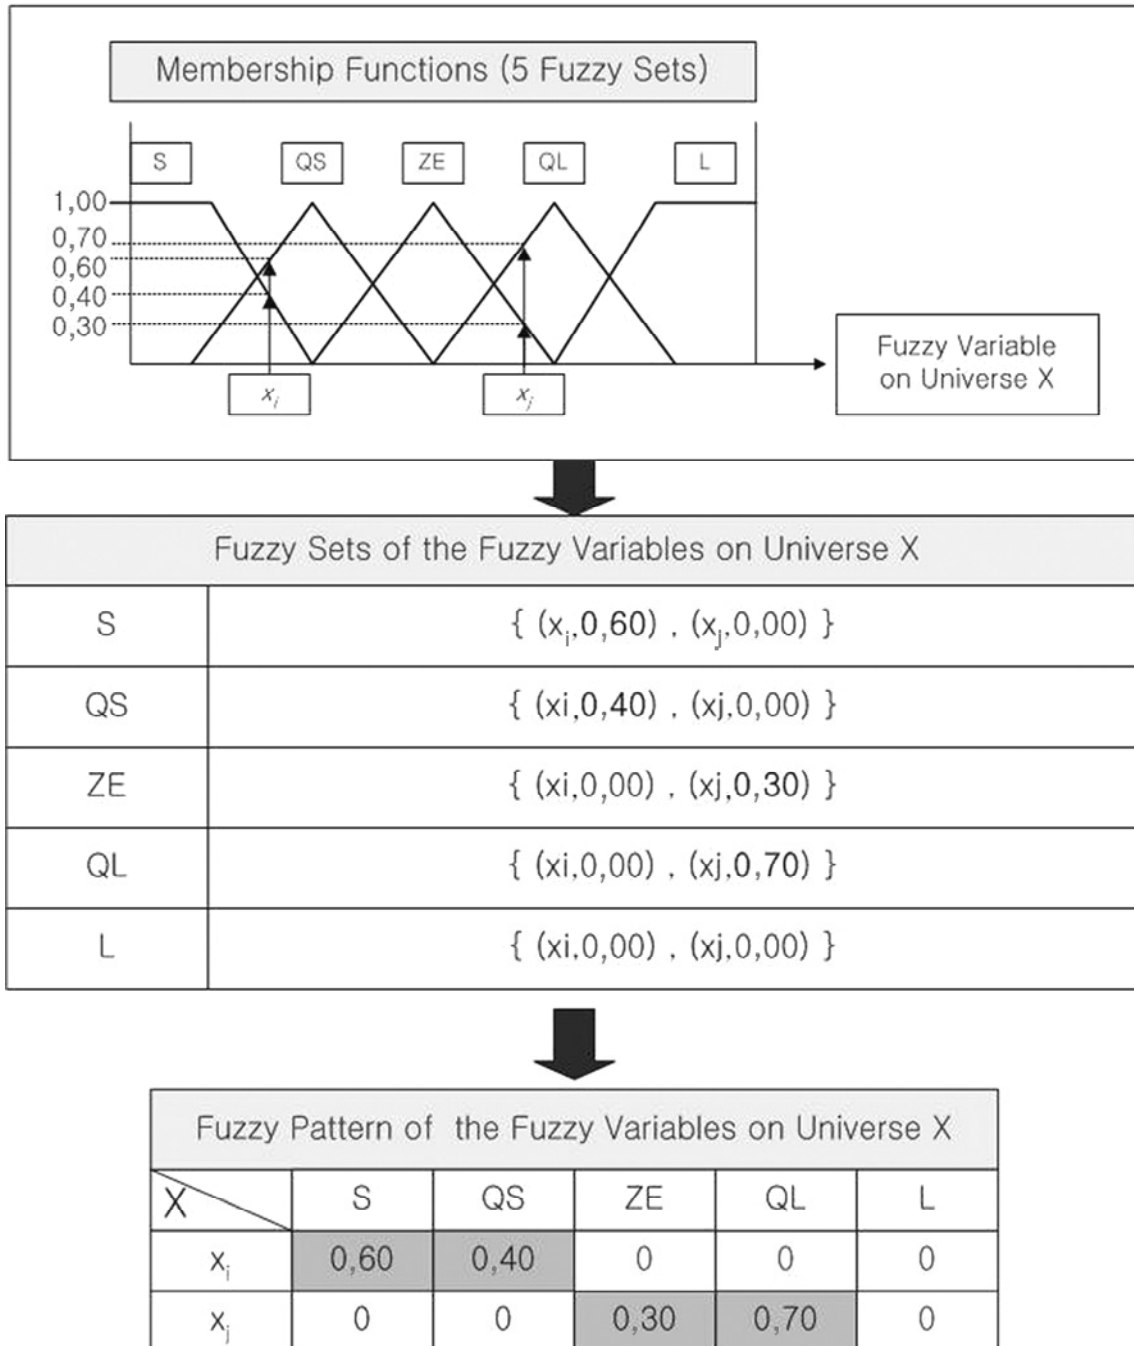 Membership Functions (5 Fuzzy Sets)
S QS ZE QL L
1,00
0,70
0,60
0,40
0,30
Fuzzy Variable
on Universe X
xi xj
Fuzzy Sets of the Fuzzy Variables on Universe X
S { (xi,0,60) , (xj,0,00) }
QS { (xi,0,40) , (xj,0,00) }
ZE { (xi,0,00) , (xj,0,30) }
QL { (xi,0,00) , (xj,0,70) }
L { (xi,0,00) , (xj,0,00) }
Fuzzy Pattern of the Fuzzy Variables on Universe X
X S QS ZE QL L
xi 0,60 0,40 0 0 0
xj 0 0 0,30 0,70 0